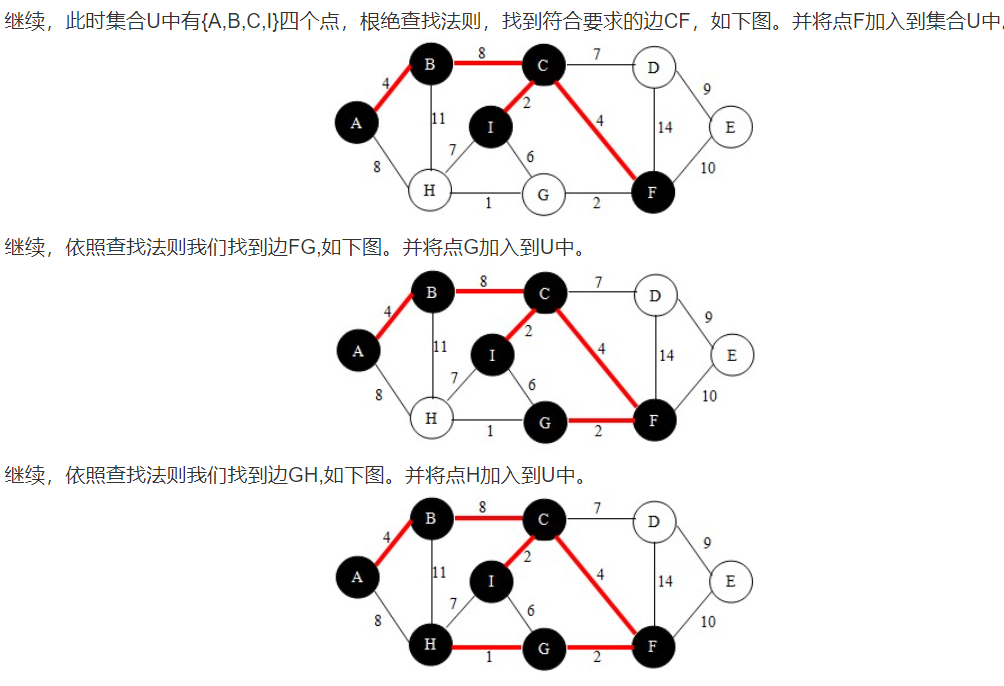 继续，此时集合U中有{A,B,C,I}四个点，根绝查找法则，找到符合要求的边CF，如下图。并将点F加入到集合U中.
B 8 C 7 D
4 9
A 11 I 2 4 14 E
8 7 6 10
H 1 G 2 F
继续，依照查找法则我们找到边FG,如下图。并将点G加入到U中。
B 8 C 7 D
4 9
A 11 I 2 4 14 E
8 7 6 10
H 1 G 2 F
继续，依照查找法则我们找到边GH,如下图。并将点H加入到U中。
B 8 C 7 D
4 9
A 11 I 2 4 14 E
8 7 6 10
H 1 G 2 F